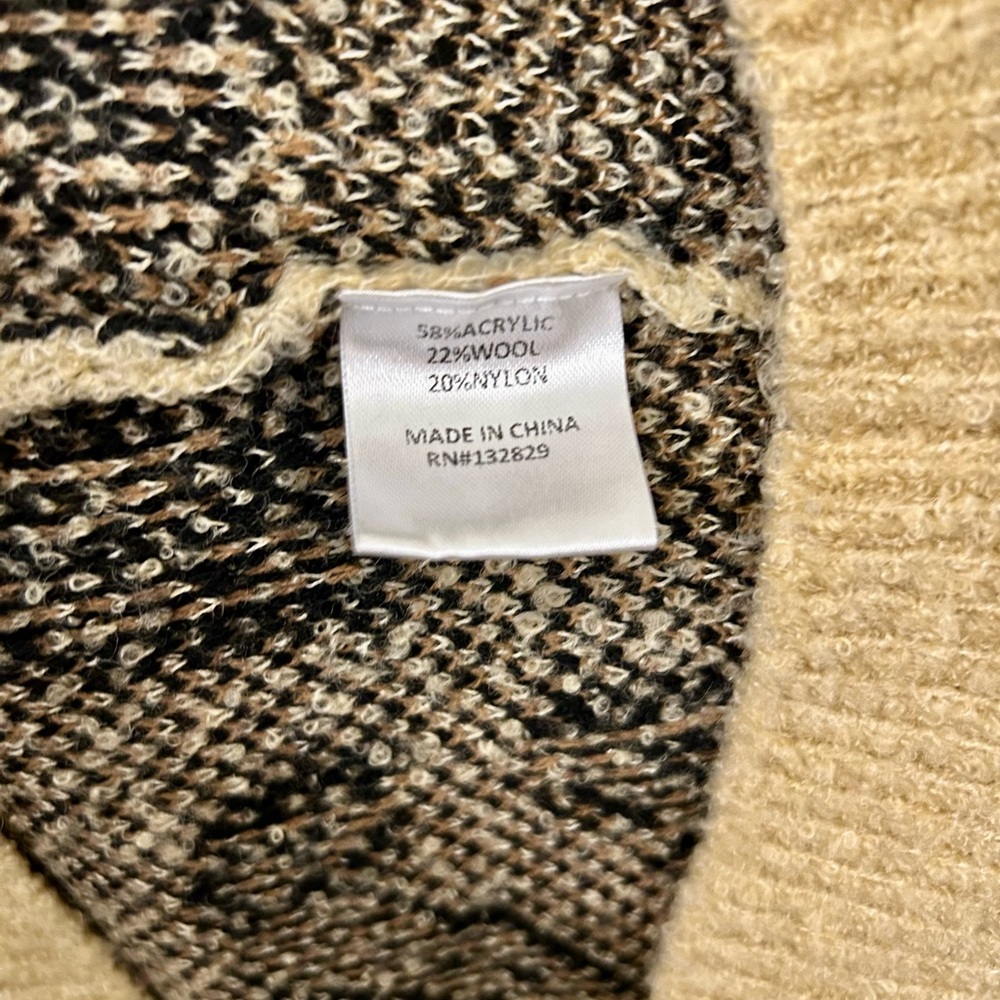 58%ACRYLIC
22%WOOL
20%NYLON
MADE IN CHINA
RN#132829